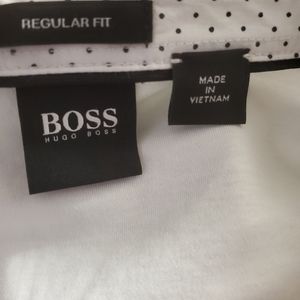 REGULAR FIT
BOSS
HUGO BOSS
MADE IN
VIETNAM